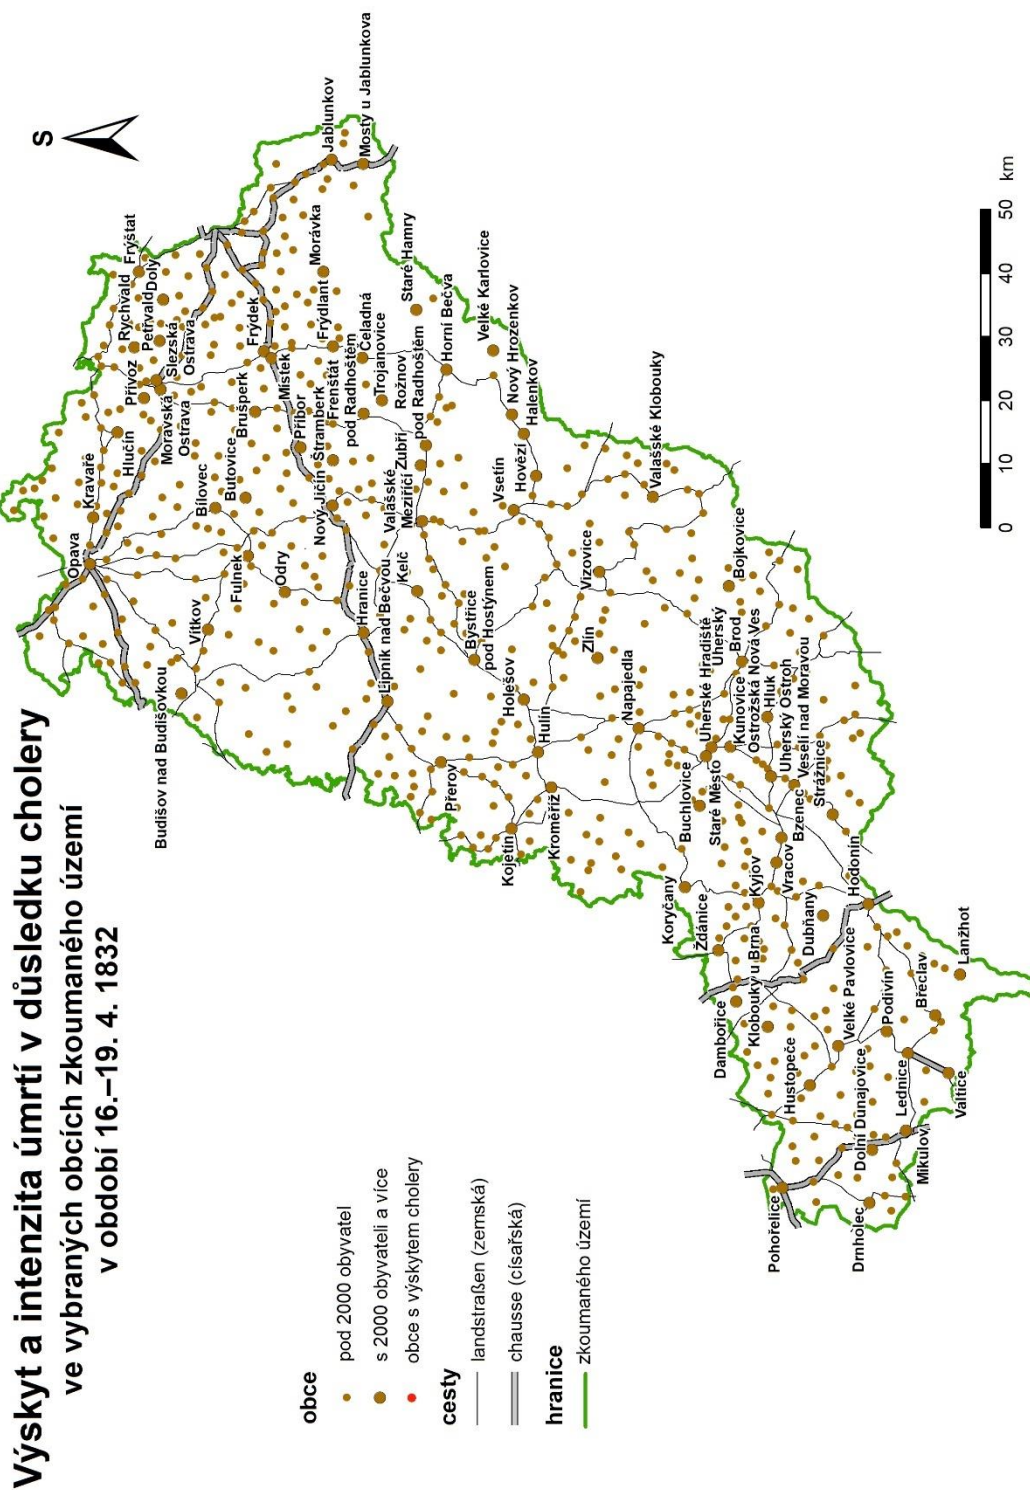 Výskyt a intenzita úmrtí v důsledku cholery
ve vybraných obcích zkoumaného území
v období 16.–19. 4. 1832
obce
pod 2000 obyvatel
s 2000 obyvateli a více
obce s výskytem cholery
cesty
landstraßen (zemská)
chausse (císařská)
hranice
zkoumaného území
S
0 10 20 30 40 50 km
Opava
Kravaře
Hlučín
Přívoz
Rychvald
Petřvald
Doly
Fryštát
Slezská
Ostrava
Moravská
Ostrava
Budišov nad Budišovkou
Vítkov
Bílovec
Butovice
Brušperk
Fulnek
Odry
Frýdek
Místek
Příbor
Štramberk
Nový Jičín
Frenštát
pod Radhoštěm
Frýdlant
Morávka
Čeladná
Trojanovice
Jablunkov
Mosty u Jablunkova
Staré Hamry
Hranice
Lipník nad Bečvou
Kelč
Valašské
Meziříčí
Zubří
Rožnov
pod Radhoštěm
Horní Bečva
Velké Karlovice
Nový Hrozenkov
Halenkov
Hovězí
Vsetín
Bystřice
pod Hostýnem
Holešov
Hulín
Přerov
Kojetín
Kroměříž
Zlín
Vizovice
Valašské Klobouky
Napajedla
Bojkovice
Uherské Hradiště
Uherský
Brod
Kunovice
Ostrožská Nová Ves
Hluk
Uherský Ostroh
Veselí nad Moravou
Strážnice
Bzenec
Staré Město
Buchlovice
Koryčany
Ždánice
Kyjov
Vracov
Hodonín
Dubňany
Dambořice
Klobouky u Brna
Hustopeče
Velké Pavlovice
Podivín
Břeclav
Lanžhot
Lednice
Valtice
Dolní Dunajovice
Mikulov
Pohořelice
Drnholec